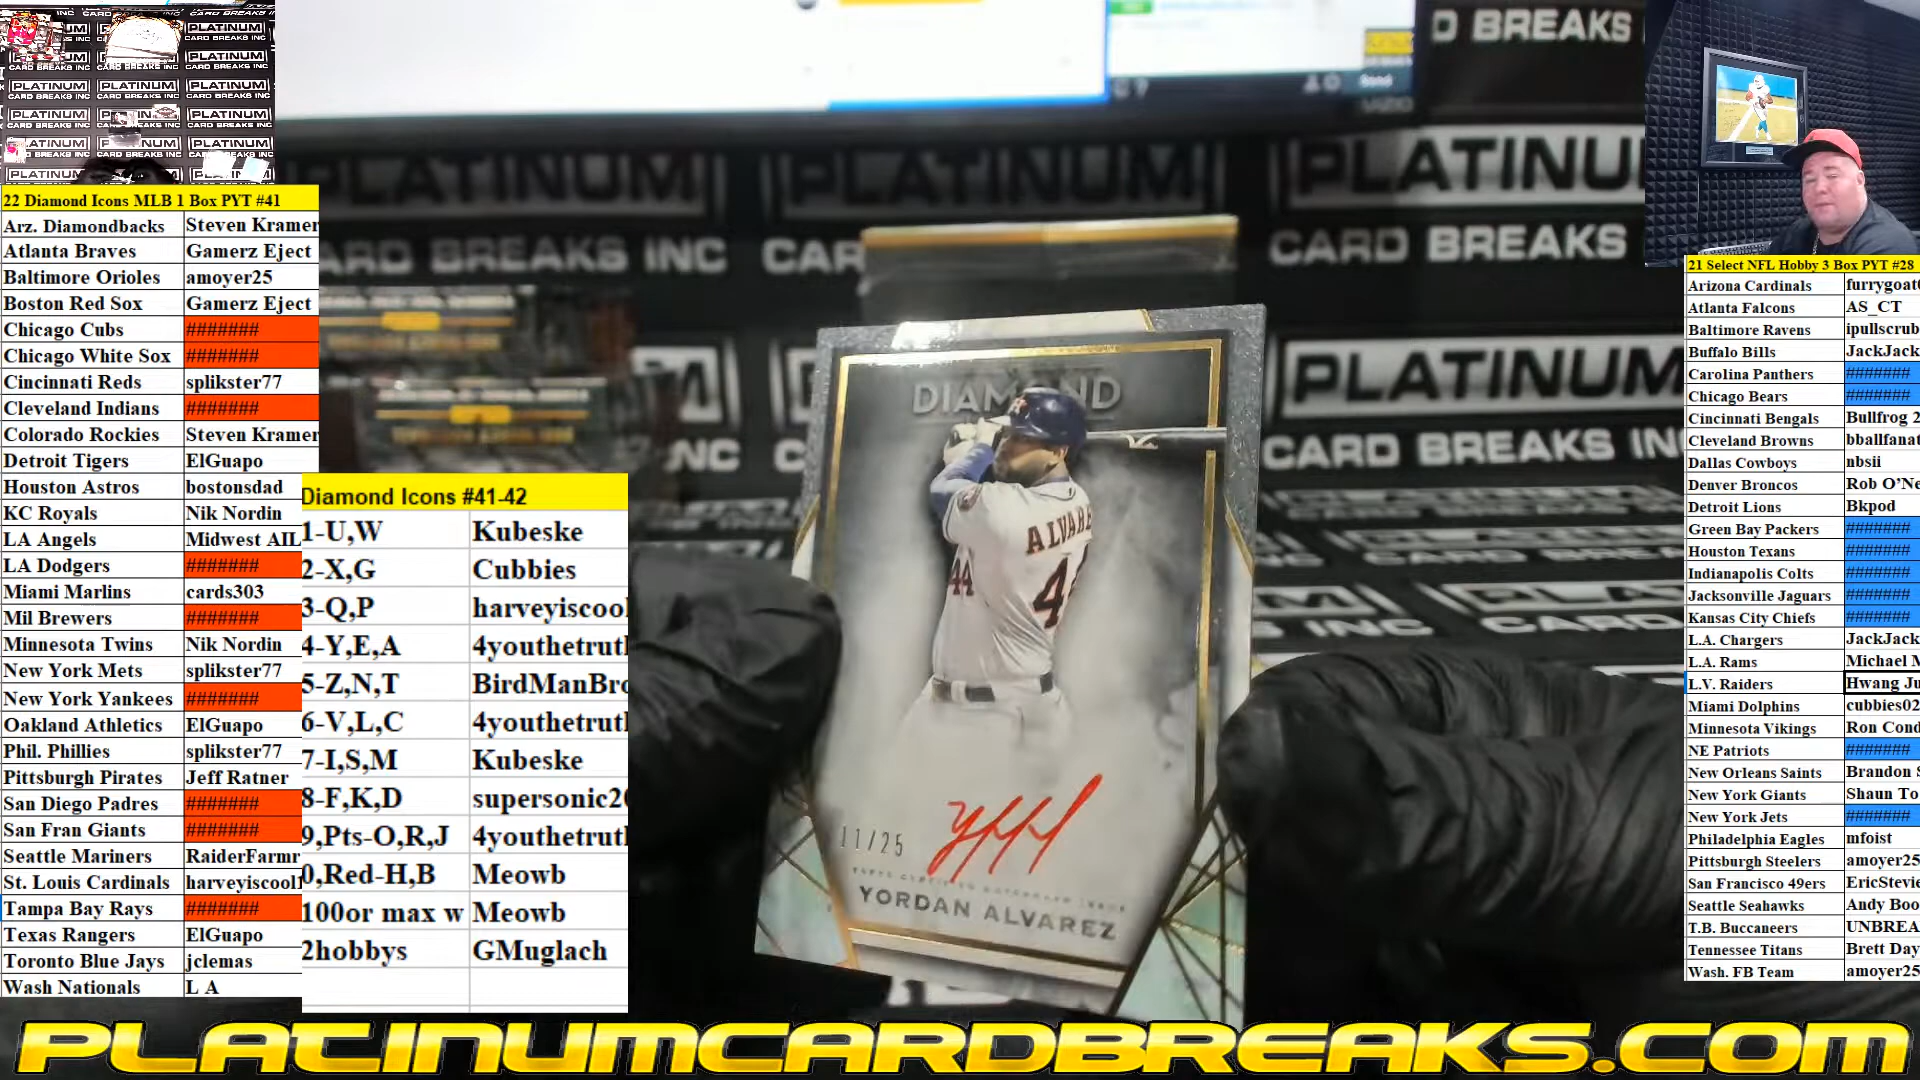 PLATINUM
CARD BREAKS INC
22 Diamond Icons MLB 1 Box PYT #41
Arz. Diamondbacks Steven Kramer
Atlanta Braves Gamerz Eject
Baltimore Orioles amoyer25
Boston Red Sox Gamerz Eject
Chicago Cubs #######
Chicago White Sox #######
Cincinnati Reds splikster77
Cleveland Indians #######
Colorado Rockies Steven Kramer
Detroit Tigers ElGuapo
Houston Astros bostonsdad
KC Royals Nik Nordin
LA Angels Midwest AIL
LA Dodgers #######
Miami Marlins cards303
Mil Brewers #######
Minnesota Twins Nik Nordin
New York Mets splikster77
New York Yankees #######
Oakland Athletics ElGuapo
Phil. Phillies splikster77
Pittsburgh Pirates Jeff Ratner
San Diego Padres #######
San Fran Giants #######
Seattle Mariners RaiderFarmr
St. Louis Cardinals harveyiscool1
Tampa Bay Rays #######
Texas Rangers ElGuapo
Toronto Blue Jays jclemas
Wash Nationals L A
Diamond Icons #41-42
1-U,W Kubeske
2-X,G Cubbies
3-Q,P harveyiscool
4-Y,E,A 4youthetruth
5-Z,N,T BirdManBro
6-V,L,C 4youthetruth
7-I,S,M Kubeske
8-F,K,D supersonic20
9,Pts-O,R,J 4youthetruth
0,Red-H,B Meowb
100or max w Meowb
2hobbys GMuglach
PLATINUM
CARD BREAKS INC
DIAMOND
ALVARE
44
11/25
YORDAN ALVAREZ
21 Select NFL Hobby 3 Box PYT #28
Arizona Cardinals furrygoat
Atlanta Falcons AS_CT
Baltimore Ravens ipullscrub
Buffalo Bills JackJack
Carolina Panthers #######
Chicago Bears #######
Cincinnati Bengals Bullfrog 2
Cleveland Browns bballfanat
Dallas Cowboys nbsii
Denver Broncos Rob O'Ne
Detroit Lions Bkpod
Green Bay Packers #######
Houston Texans #######
Indianapolis Colts #######
Jacksonville Jaguars #######
Kansas City Chiefs #######
L.A. Chargers JackJack
L.A. Rams Michael M
L.V. Raiders Hwang Ju
Miami Dolphins cubbies02
Minnesota Vikings Ron Cond
NE Patriots #######
New Orleans Saints Brandon S
New York Giants Shaun To
New York Jets #######
Philadelphia Eagles mfoist
Pittsburgh Steelers amoyer25
San Francisco 49ers EricStevie
Seattle Seahawks Andy Boo
T.B. Buccaneers UNBREA
Tennessee Titans Brett Day
Wash. FB Team amoyer25
PLATINUMCARDBREAKS.COM